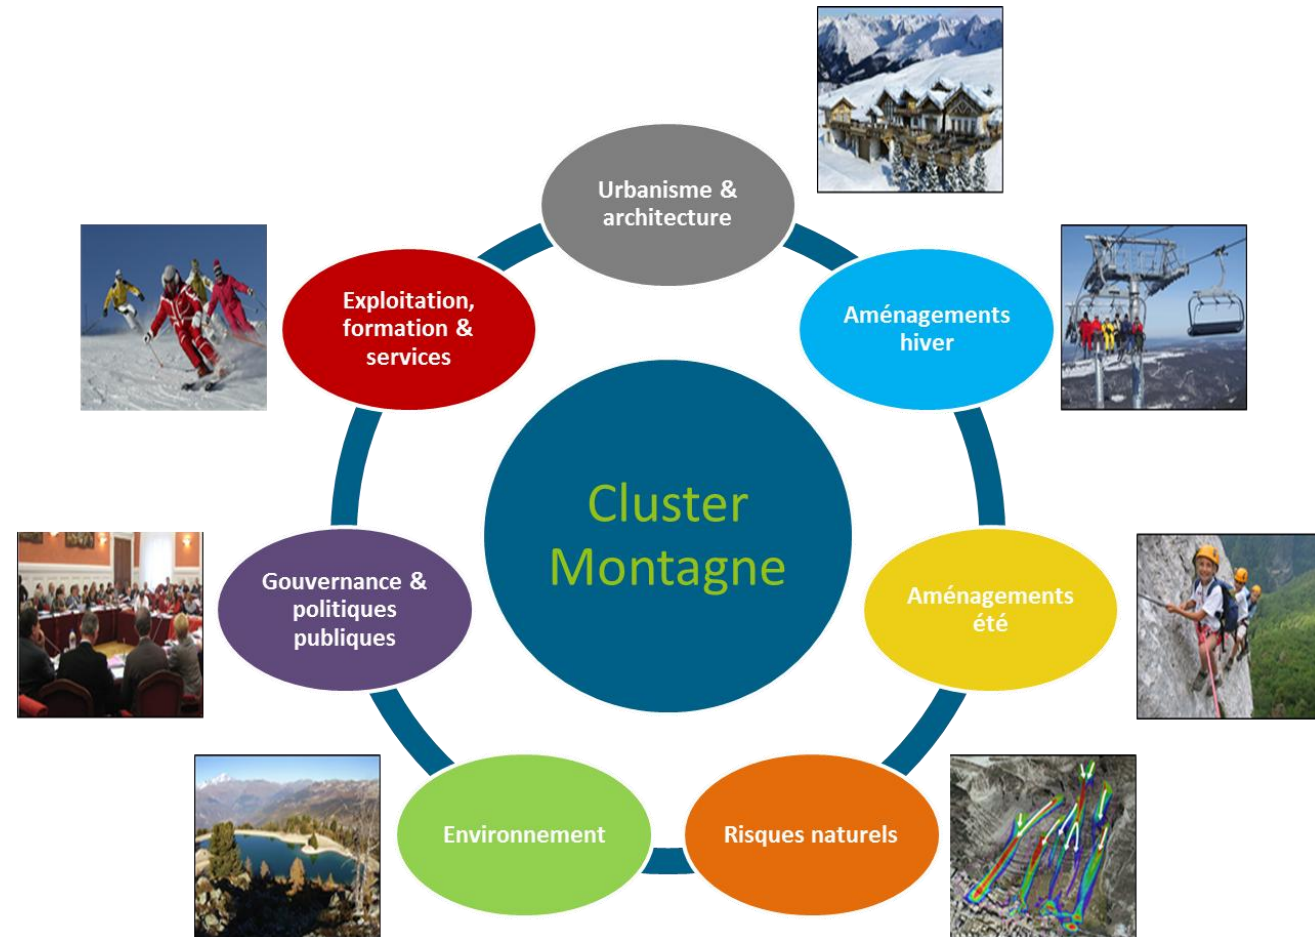 Urbanisme &
architecture
Aménagements
hiver
Aménagements
été
Risques naturels
Environnement
Gouvernance &
politiques
publiques
Exploitation,
formation &
services
Cluster
Montagne